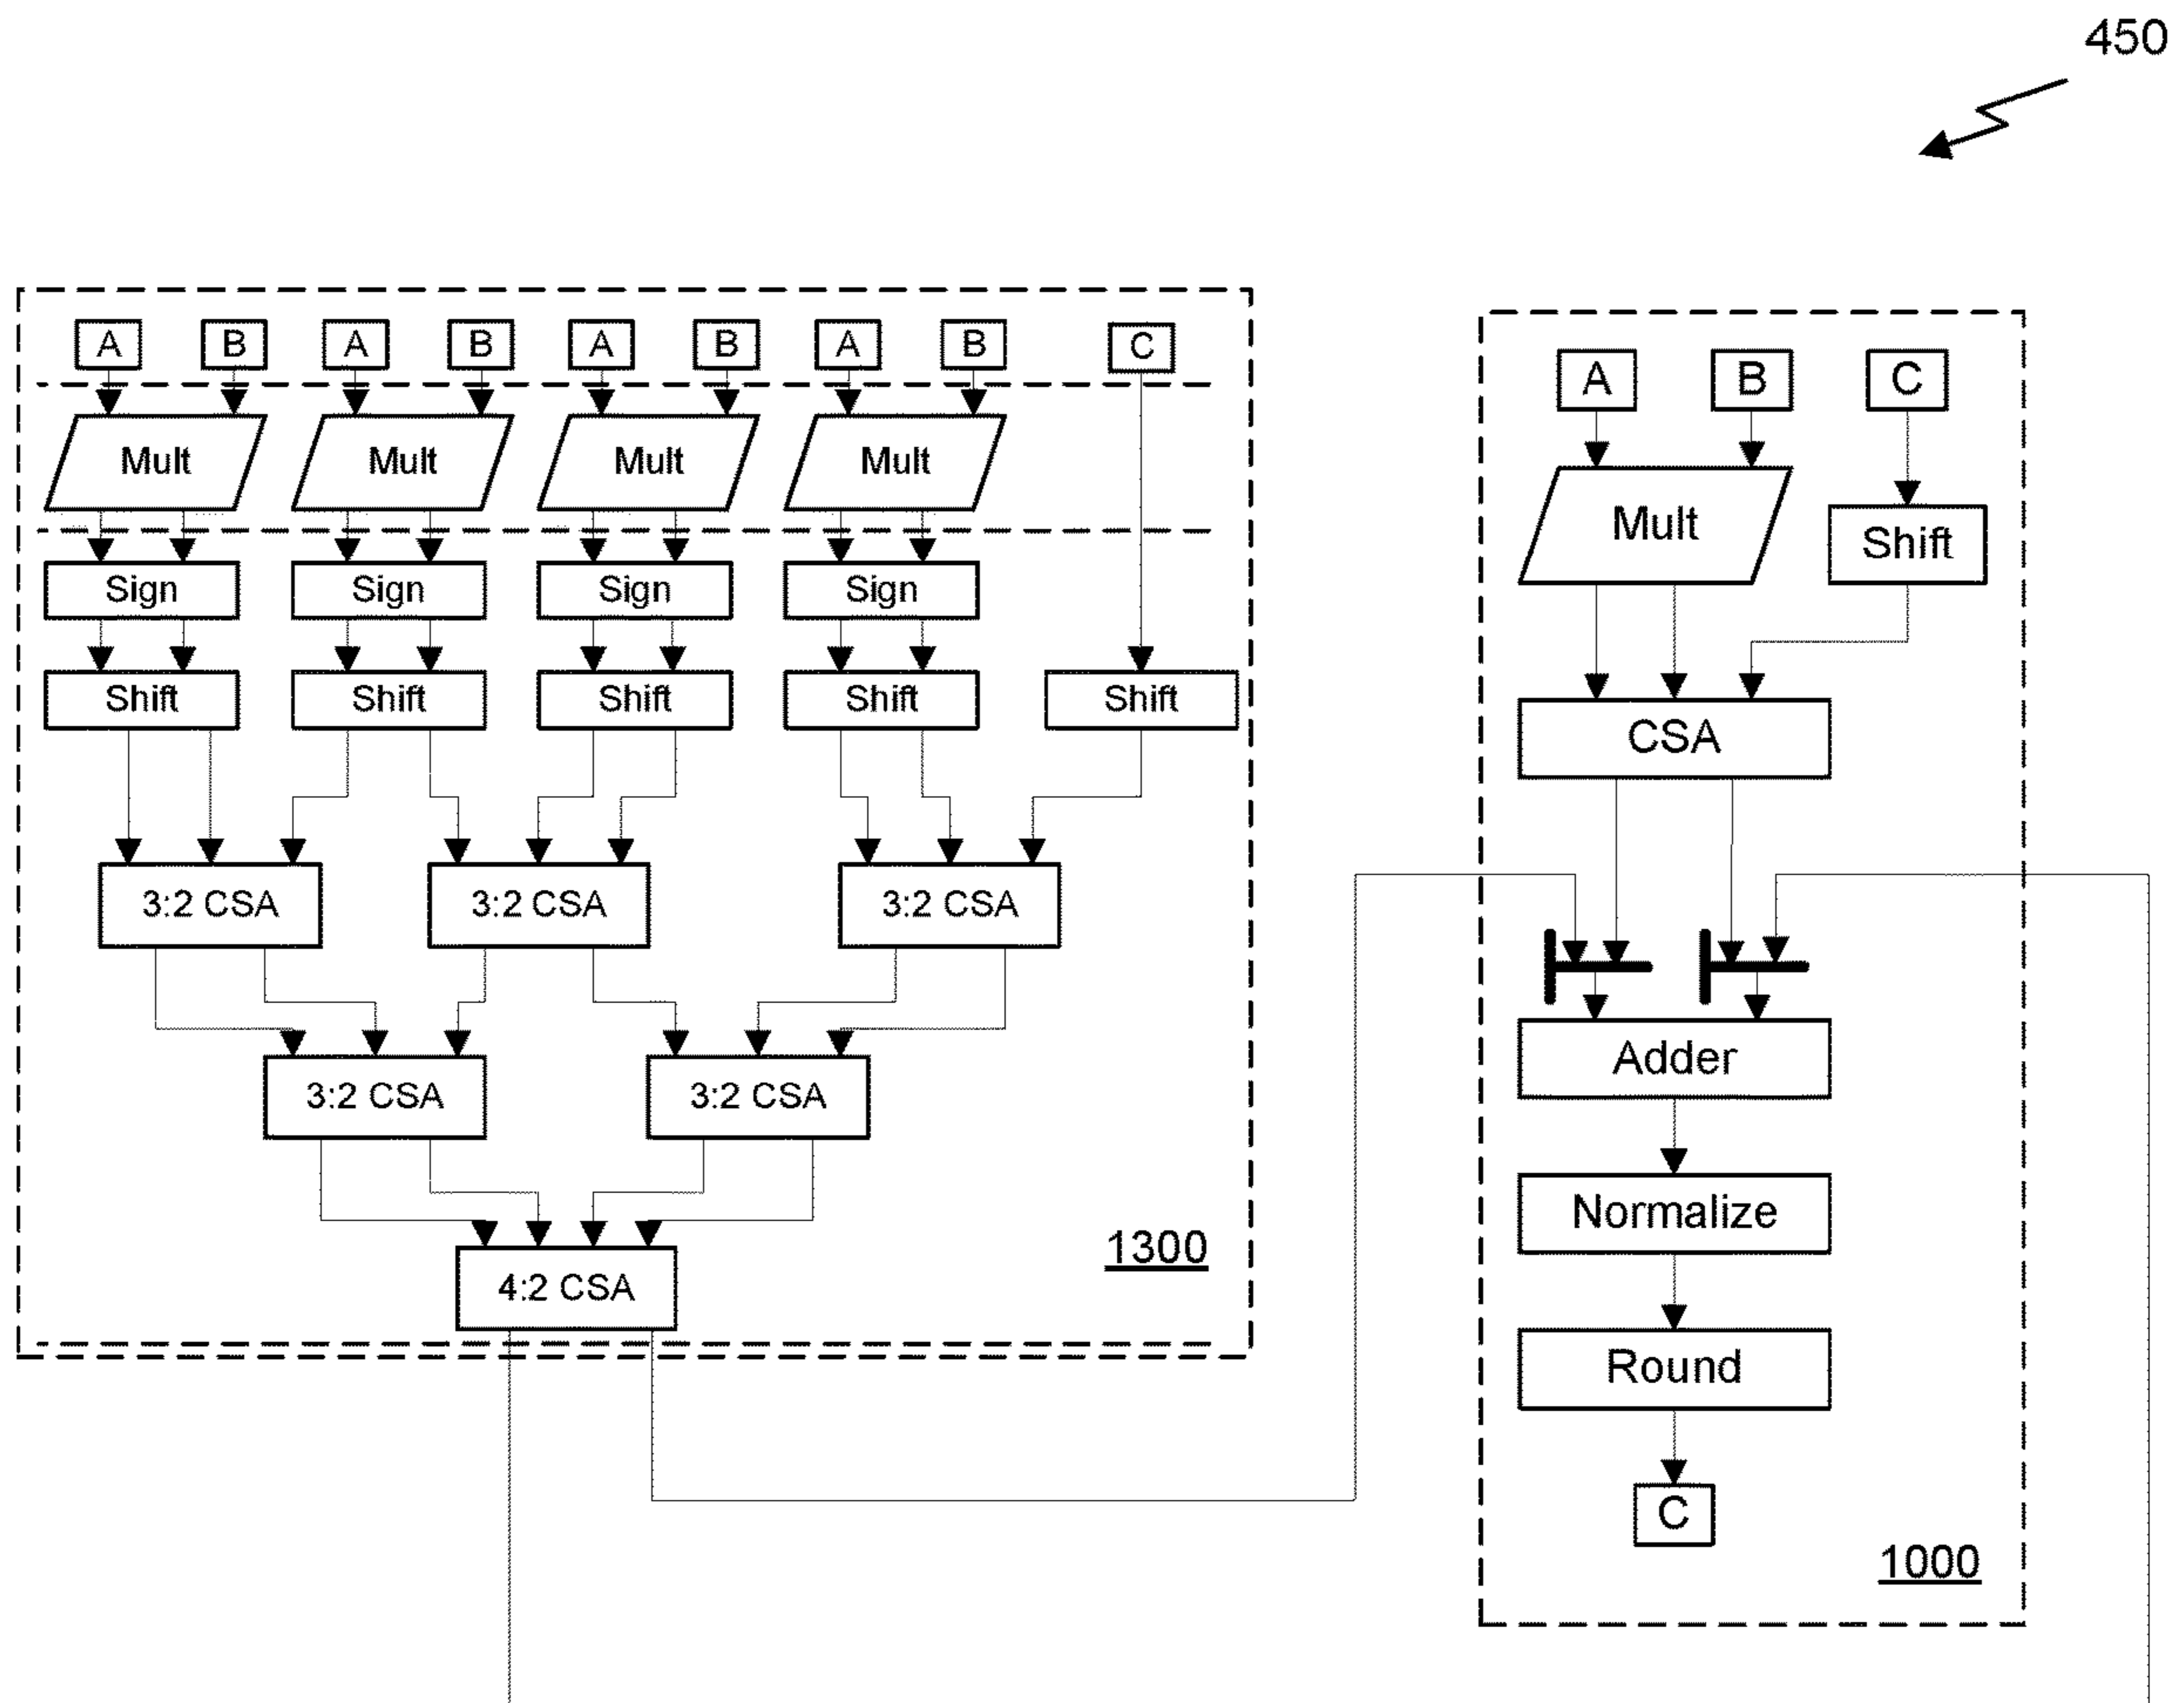 450
A B A B A B A B C
Mult Mult Mult Mult
Sign Sign Sign Sign
Shift Shift Shift Shift Shift
3:2 CSA 3:2 CSA 3:2 CSA
3:2 CSA 3:2 CSA
4:2 CSA
1300
A B C
Mult
Shift
CSA
Adder
Normalize
Round
C
1000